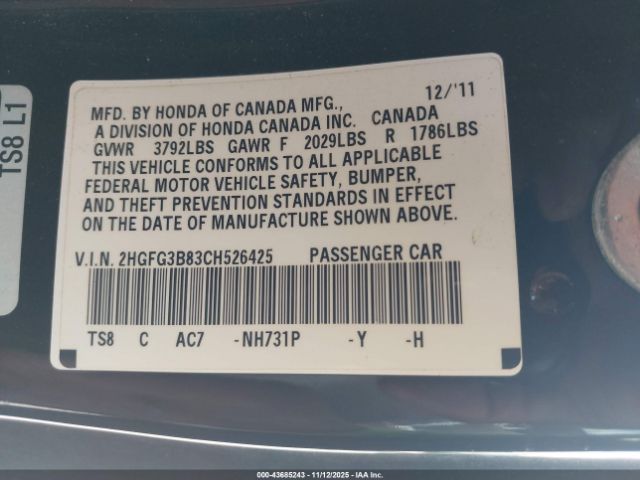 TS8 L1
12/'11
MFD. BY HONDA OF CANADA MFG.,
A DIVISION OF HONDA CANADA INC. CANADA
GVWR 3792LBS GAWR F 2029LBS R 1786LBS
THIS VEHICLE CONFORMS TO ALL APPLICABLE
FEDERAL MOTOR VEHICLE SAFETY, BUMPER,
AND THEFT PREVENTION STANDARDS IN EFFECT
ON THE DATE OF MANUFACTURE SHOWN ABOVE.
V.I.N. 2HGFG3B83CH526425 PASSENGER CAR
TS8 C AC7 -NH731P -Y -H
000-43685243 - 11/12/2025 - IAA Inc.